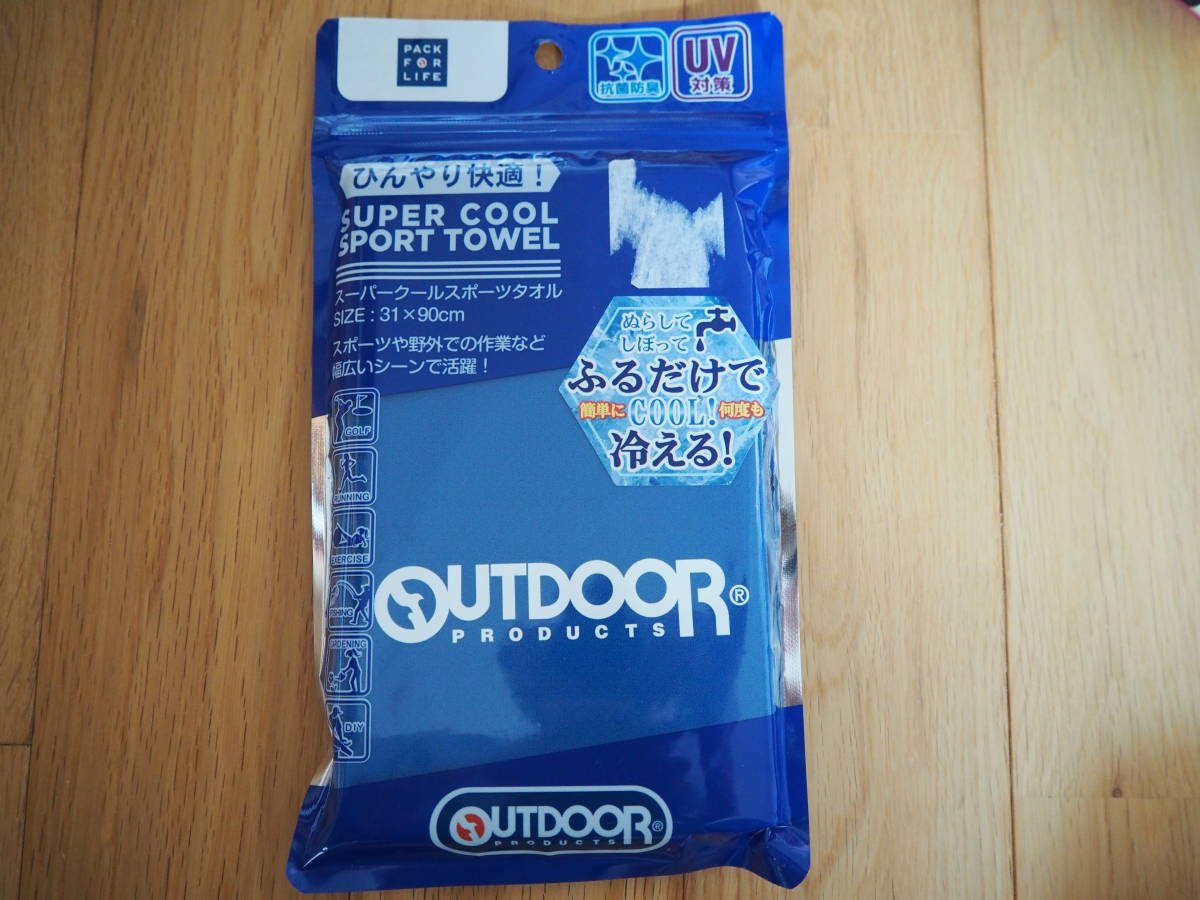 PACK
FOR
LIFE
抗菌防臭
UV
対策
ひんやり快適!
SUPER COOL
SPORT TOWEL
スーパークールスポーツタオル
SIZE : 31×90cm
スポーツや野外での作業など
幅広いシーンで活躍!
ぬらして
しぼって
ふるだけで
簡単に COOL! 何度も
冷える!
GOLF
RUNNING
EXERCISE
FISHING
GARDENING
DIY
OUTDOOR®
PRODUCTS
OUTDOOR®
PRODUCTS